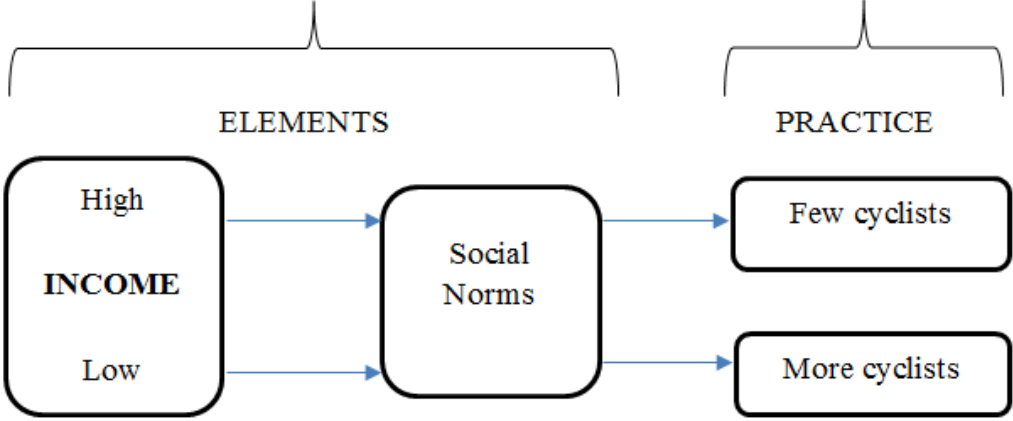 ELEMENTS
PRACTICE
High
INCOME
Low
Social
Norms
Few cyclists
More cyclists